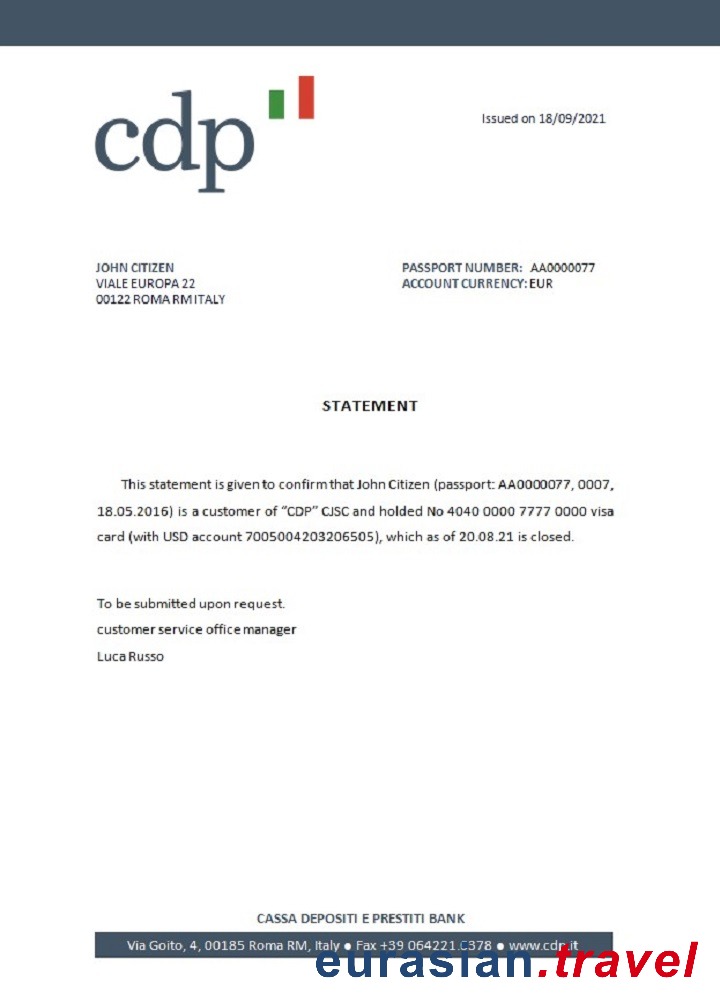 cdp
Issued on 18/09/2021
JOHN CITIZEN
VIALE EUROPA 22
00122 ROMA RM ITALY
PASSPORT NUMBER: AA0000077
ACCOUNT CURRENCY: EUR
STATEMENT
This statement is given to confirm that John Citizen (passport: AA0000077, 0007,
18.05.2016) is a customer of “CDP” CJSC and holded No 4040 0000 7777 0000 visa
card (with USD account 7005004203206505), which as of 20.08.21 is closed.
To be submitted upon request.
customer service office manager
Luca Russo
CASSA DEPOSITI E PRESTITI BANK
Via Goito, 4, 00185 Roma RM, Italy ● Fax +39 064221.0378 ● www.cdp.it
eurasian.travel